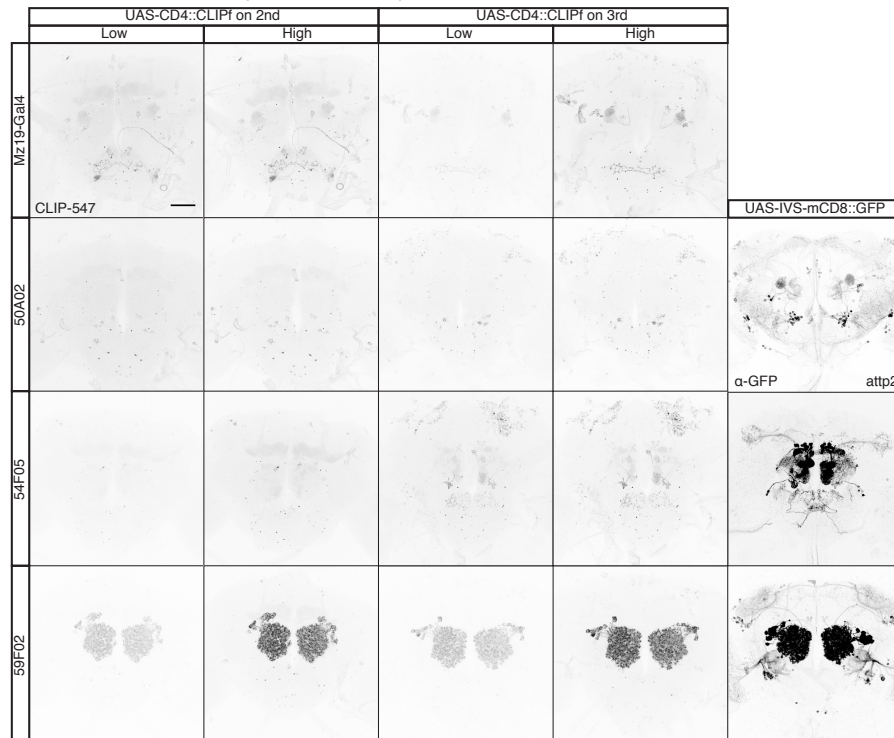 UAS-CD4::CLIPf on 2nd UAS-CD4::CLIPf on 3rd
Low High Low High
Mz19-Gal4
CLIP-547
UAS-IVS-mCD8::GFP
50A02
α-GFP attp2
54F05
59F02